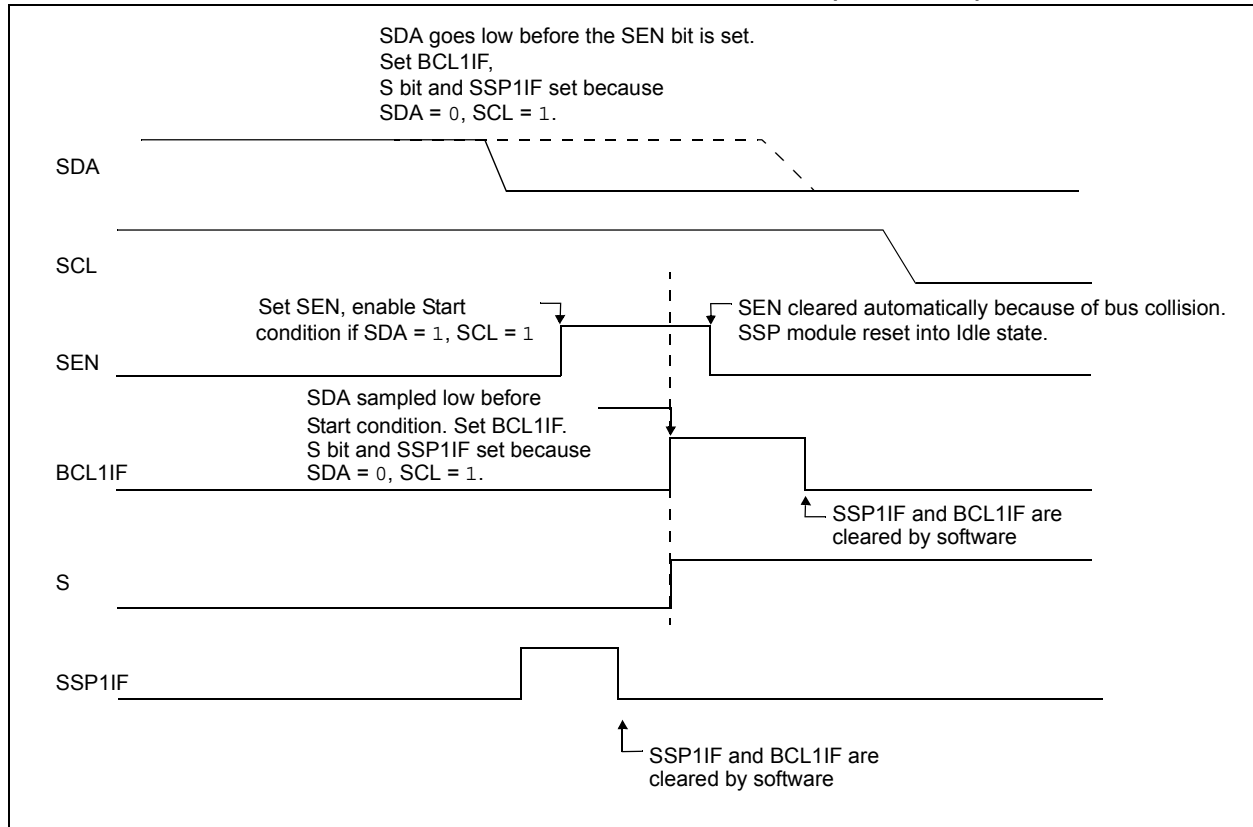 SDA goes low before the SEN bit is set.
Set BCL1IF,
S bit and SSP1IF set because
SDA = 0, SCL = 1.
SDA
SCL
Set SEN, enable Start
condition if SDA = 1, SCL = 1
SEN cleared automatically because of bus collision.
SSP module reset into Idle state.
SEN
SDA sampled low before
Start condition. Set BCL1IF.
S bit and SSP1IF set because
SDA = 0, SCL = 1.
BCL1IF
SSP1IF and BCL1IF are
cleared by software
S
SSP1IF
SSP1IF and BCL1IF are
cleared by software